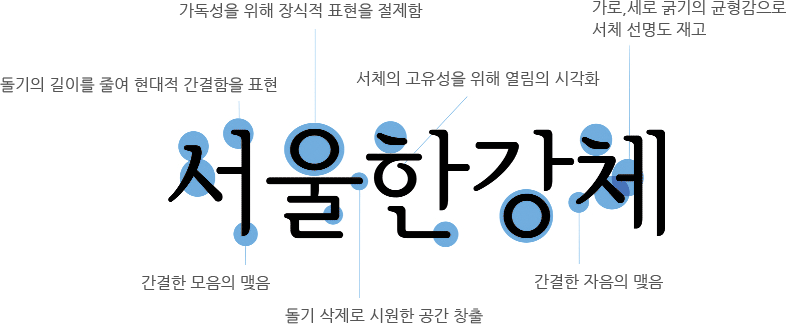 가독성을 위해 장식적 표현을 절제함
가로,세로 굵기의 균형감으로
서체 선명도 재고
돌기의 길이를 줄여 현대적 간결함을 표현
서체의 고유성을 위해 열림의 시각화
서울한강체
간결한 모음의 맺음
간결한 자음의 맺음
돌기 삭제로 시원한 공간 창출